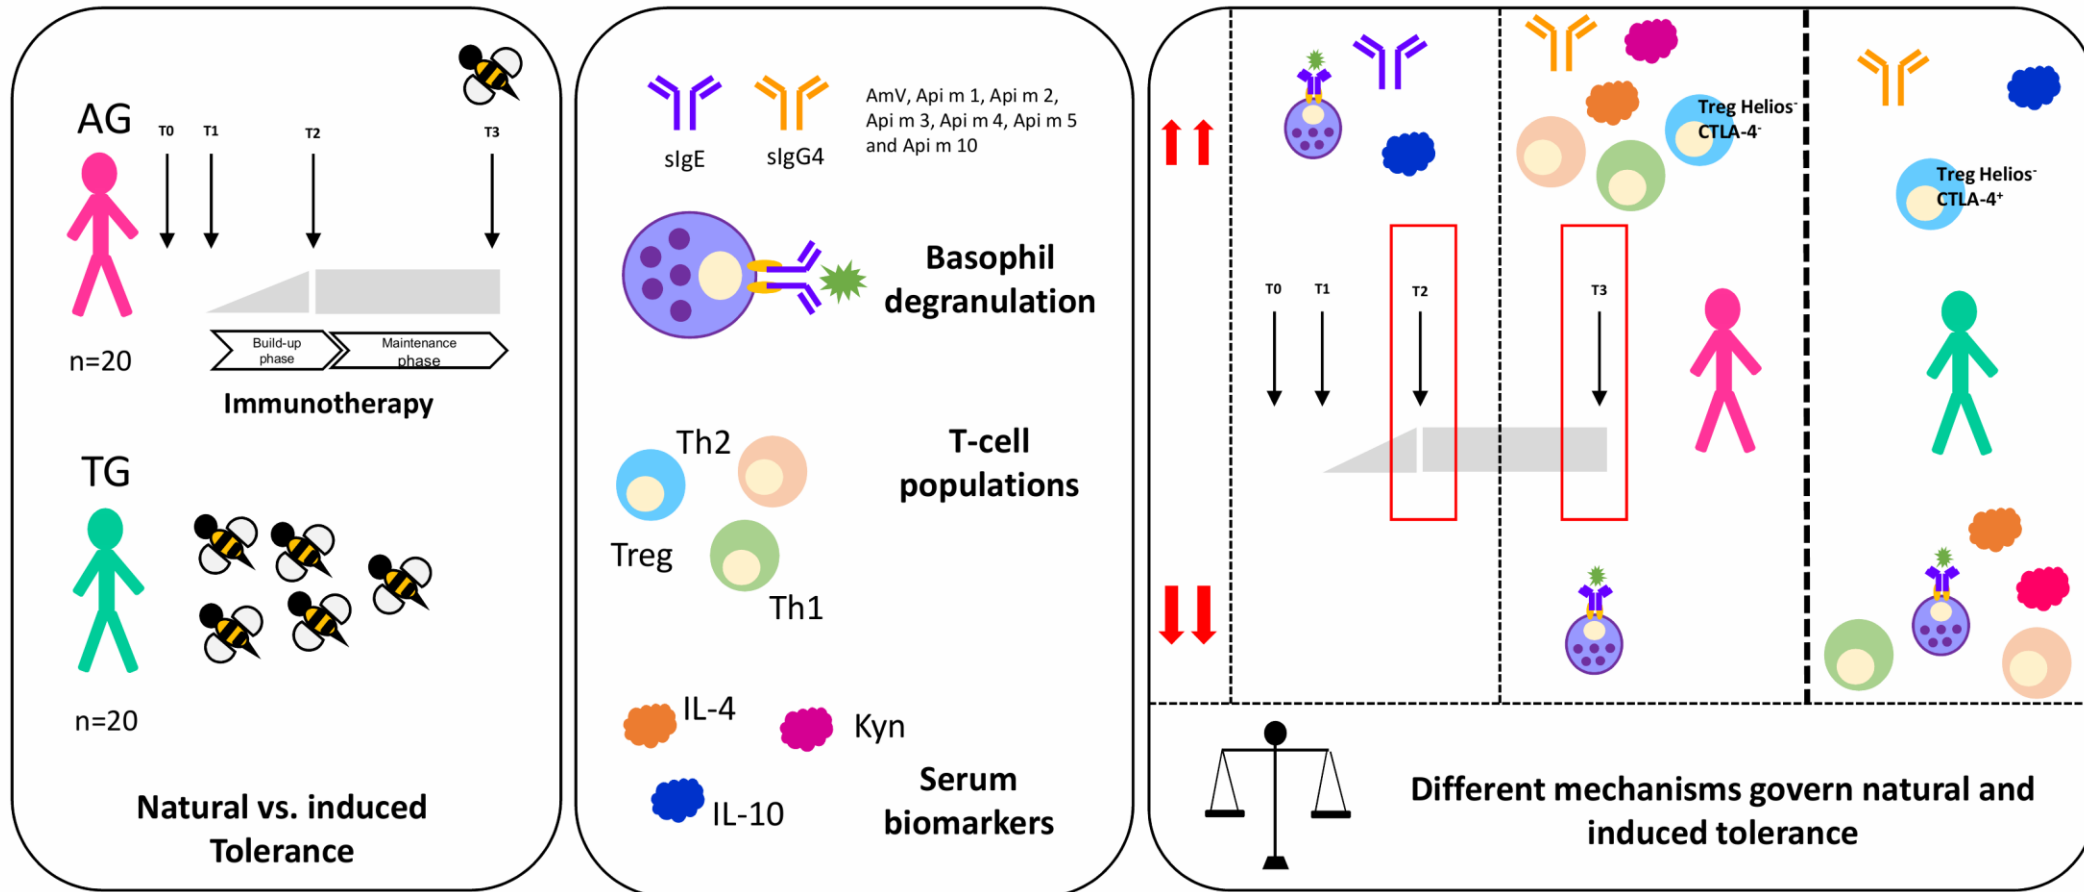 AG
T0
T1
T2
T3
Build-up
phase
Maintenance
phase
n=20
Immunotherapy
TG
n=20
Natural vs. induced
Tolerance
sIgE
sIgG4
AmV, Api m 1, Api m 2,
Api m 3, Api m 4, Api m 5
and Api m 10
Basophil
degranulation
Th2
Treg
Th1
T-cell
populations
IL-4
Kyn
IL-10
Serum
biomarkers
Treg Helios⁻
CTLA-4⁻
Treg Helios⁻
CTLA-4⁺
T0
T1
T2
T3
Different mechanisms govern natural and
induced tolerance